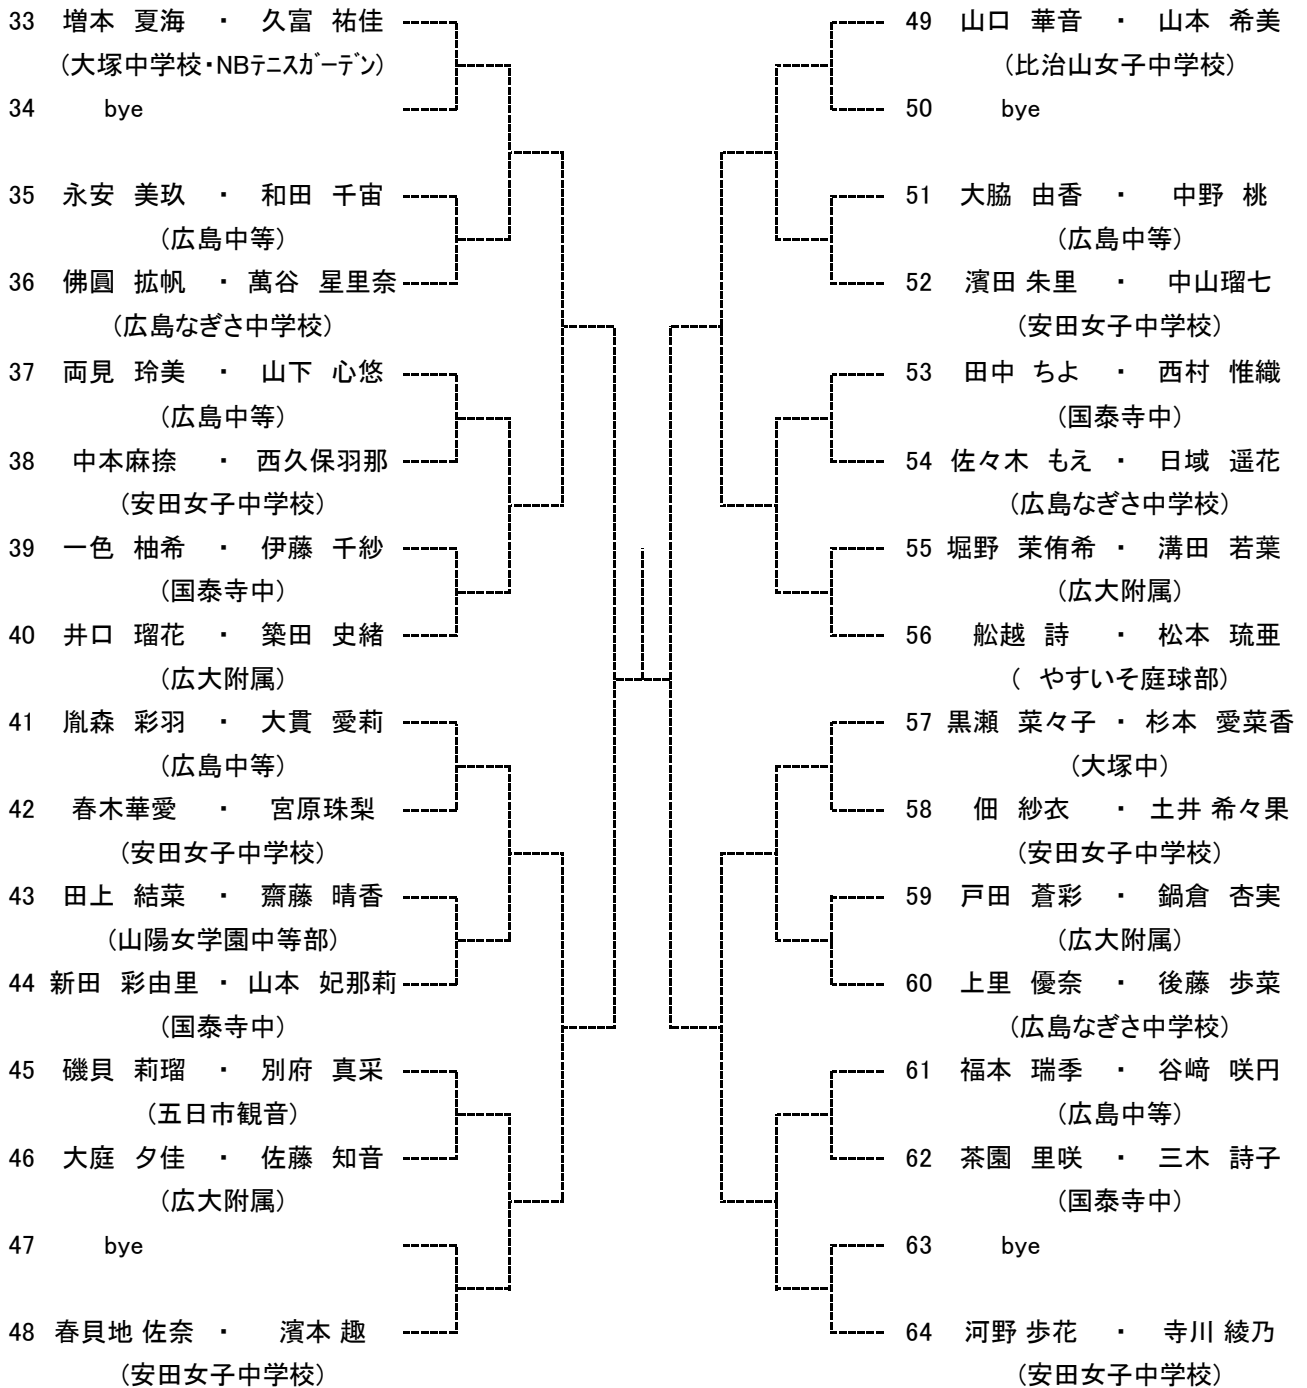 33 増本 夏海 ・ 久富 祐佳
(大塚中学校・NBﾃﾆｽｶﾞｰﾃﾞﾝ)
34 bye
35 永安 美玖 ・ 和田 千宙
(広島中等)
36 佛圓 拡帆 ・ 萬谷 星里奈
(広島なぎさ中学校)
37 両見 玲美 ・ 山下 心悠
(広島中等)
38 中本麻捺 ・ 西久保羽那
(安田女子中学校)
39 一色 柚希 ・ 伊藤 千紗
(国泰寺中)
40 井口 瑠花 ・ 築田 史緒
(広大附属)
41 胤森 彩羽 ・ 大貫 愛莉
(広島中等)
42 春木華愛 ・ 宮原珠梨
(安田女子中学校)
43 田上 結菜 ・ 齋藤 晴香
(山陽女学園中等部)
44 新田 彩由里 ・ 山本 妃那莉
(国泰寺中)
45 磯貝 莉瑠 ・ 別府 真采
(五日市観音)
46 大庭 夕佳 ・ 佐藤 知音
(広大附属)
47 bye
48 春貝地 佐奈 ・ 濱本 趣
(安田女子中学校)
49 山口 華音 ・ 山本 希美
(比治山女子中学校)
50 bye
51 大脇 由香 ・ 中野 桃
(広島中等)
52 濱田 朱里 ・ 中山瑠七
(安田女子中学校)
53 田中 ちよ ・ 西村 惟織
(国泰寺中)
54 佐々木 もえ ・ 日域 遥花
(広島なぎさ中学校)
55 堀野 茉侑希 ・ 溝田 若葉
(広大附属)
56 舩越 詩 ・ 松本 琉亜
( やすいそ庭球部)
57 黒瀬 菜々子 ・ 杉本 愛菜香
(大塚中)
58 佃 紗衣 ・ 土井 希々果
(安田女子中学校)
59 戸田 蒼彩 ・ 鍋倉 杏実
(広大附属)
60 上里 優奈 ・ 後藤 歩菜
(広島なぎさ中学校)
61 福本 瑞季 ・ 谷﨑 咲円
(広島中等)
62 茶園 里咲 ・ 三木 詩子
(国泰寺中)
63 bye
64 河野 歩花 ・ 寺川 綾乃
(安田女子中学校)